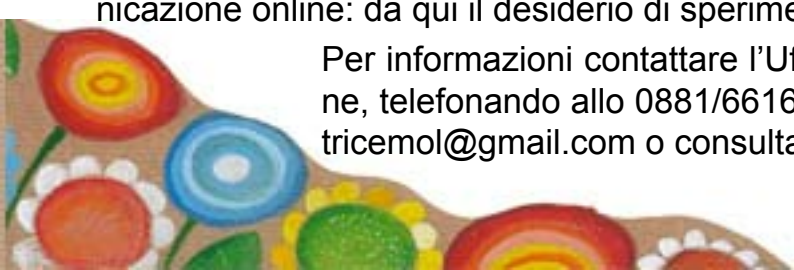 nicazione online: da qui il desiderio di sperime
Per informazioni contattare l'Uf
ne, telefonando allo 0881/6616
tricemol@gmail.com o consulta